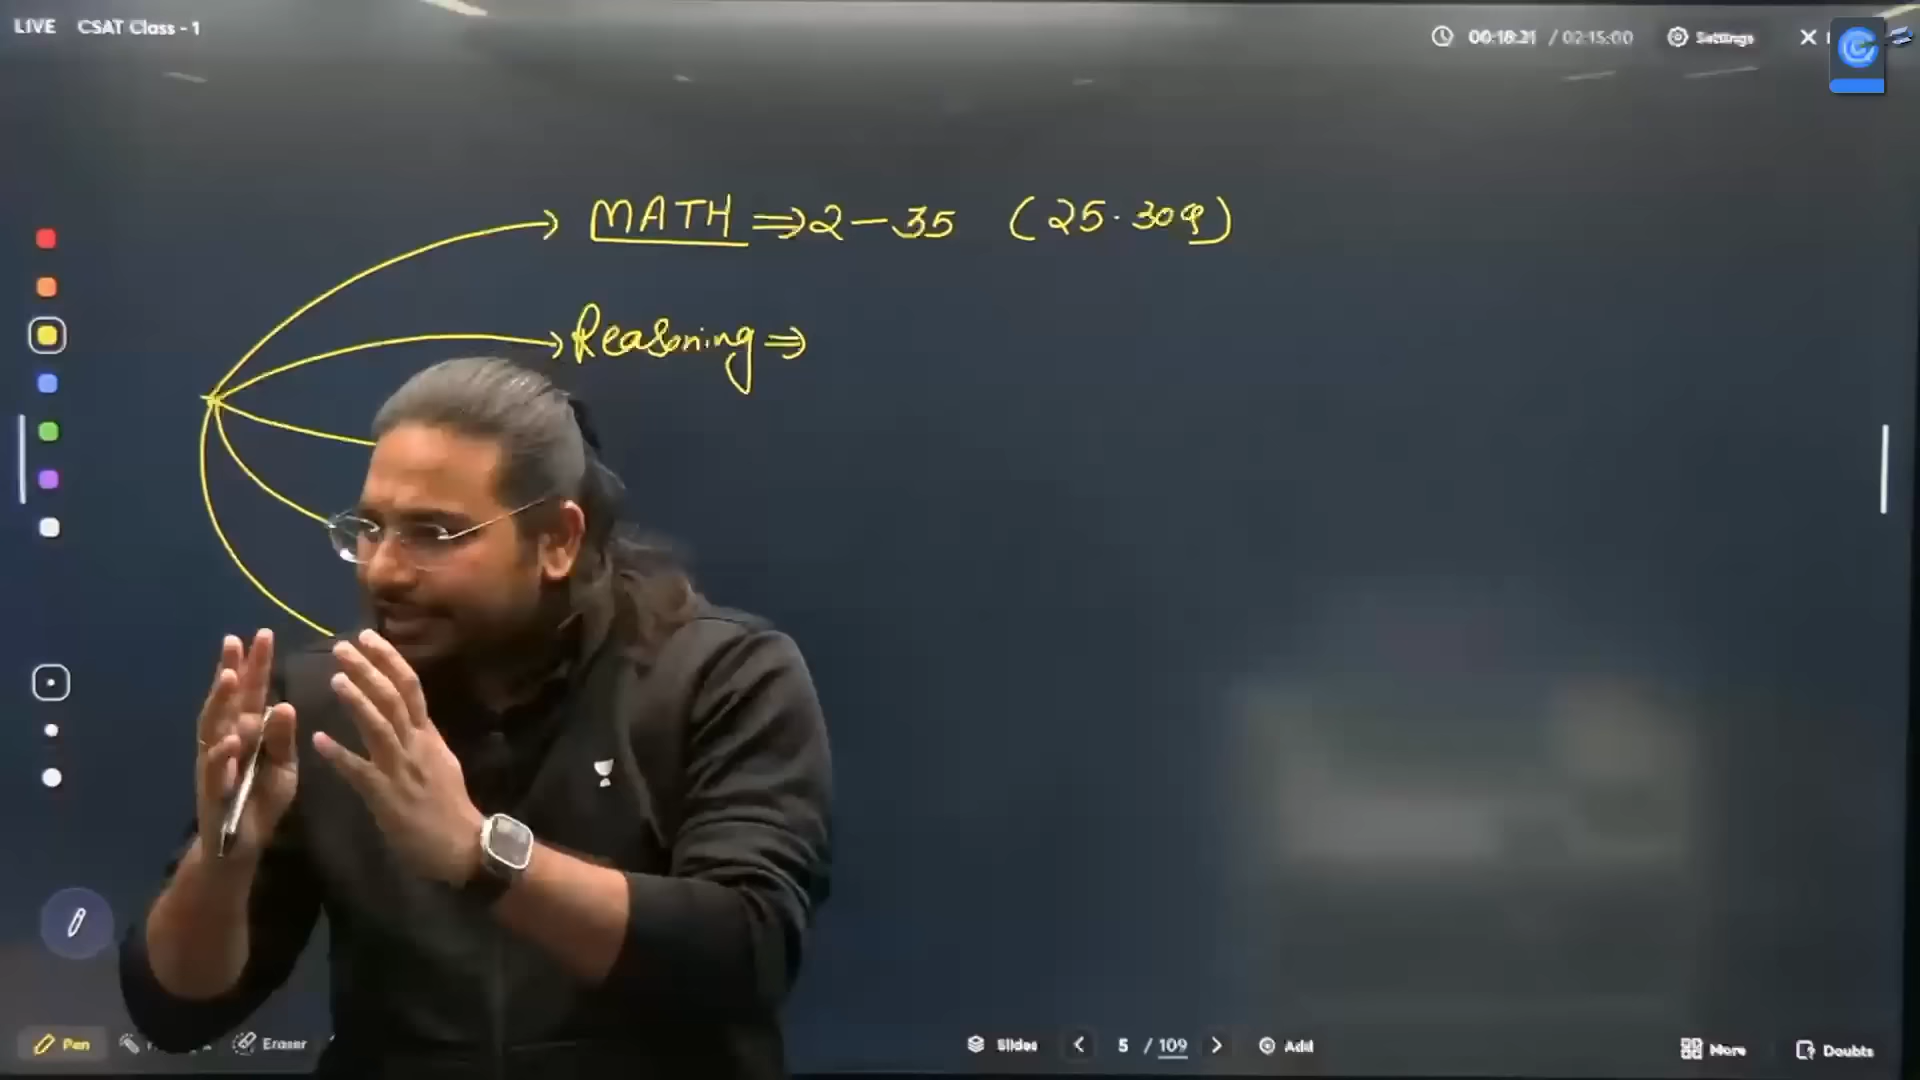 LIVE CSAT Class - 1
00:18:21 / 02:15:00 Settings
MATH ⇒ 2 - 35 (25-30Q)
Reasoning ⇒
Pen Eraser Slides 5 / 109 Add More Doubts